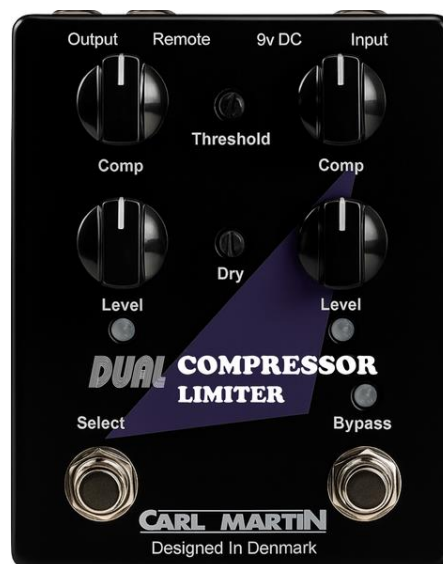 Output Remote 9v DC Input
Threshold
Comp Comp
Dry
Level Level
DUAL COMPRESSOR
LIMITER
Select Bypass
CARL MARTIN
Designed In Denmark